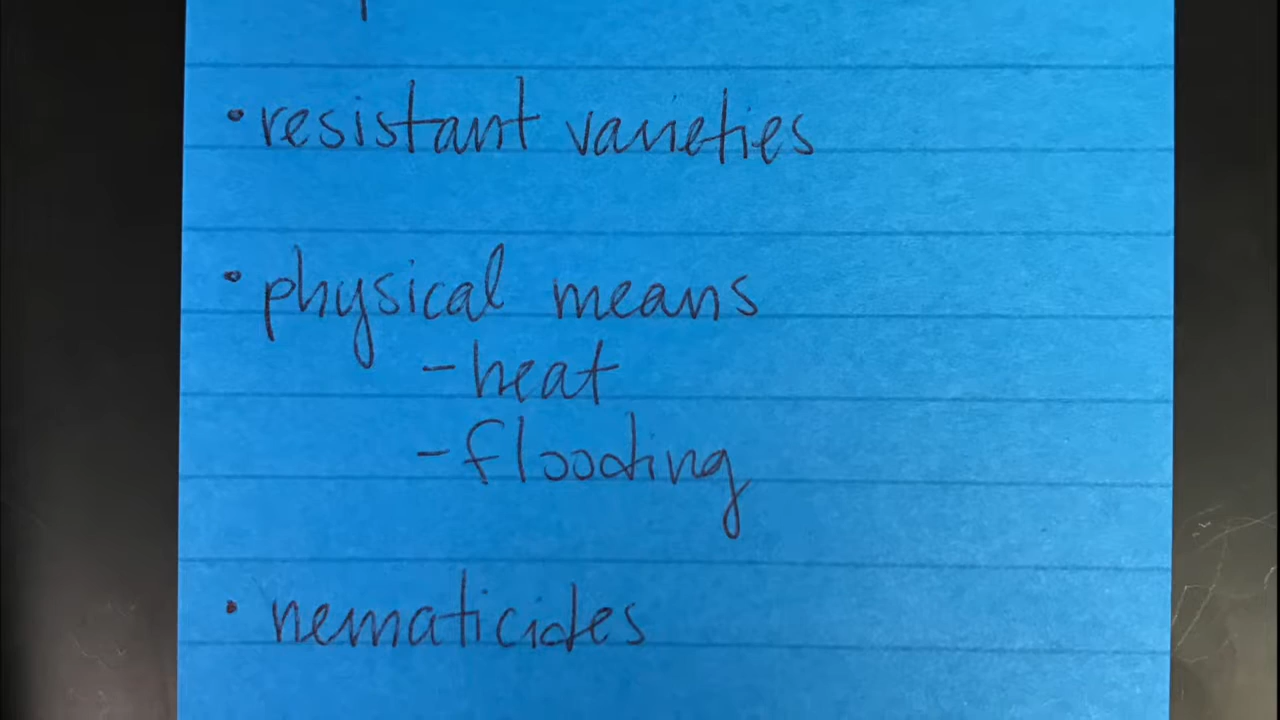 • resistant varieties
• physical means
- heat
- flooding
• nematicides